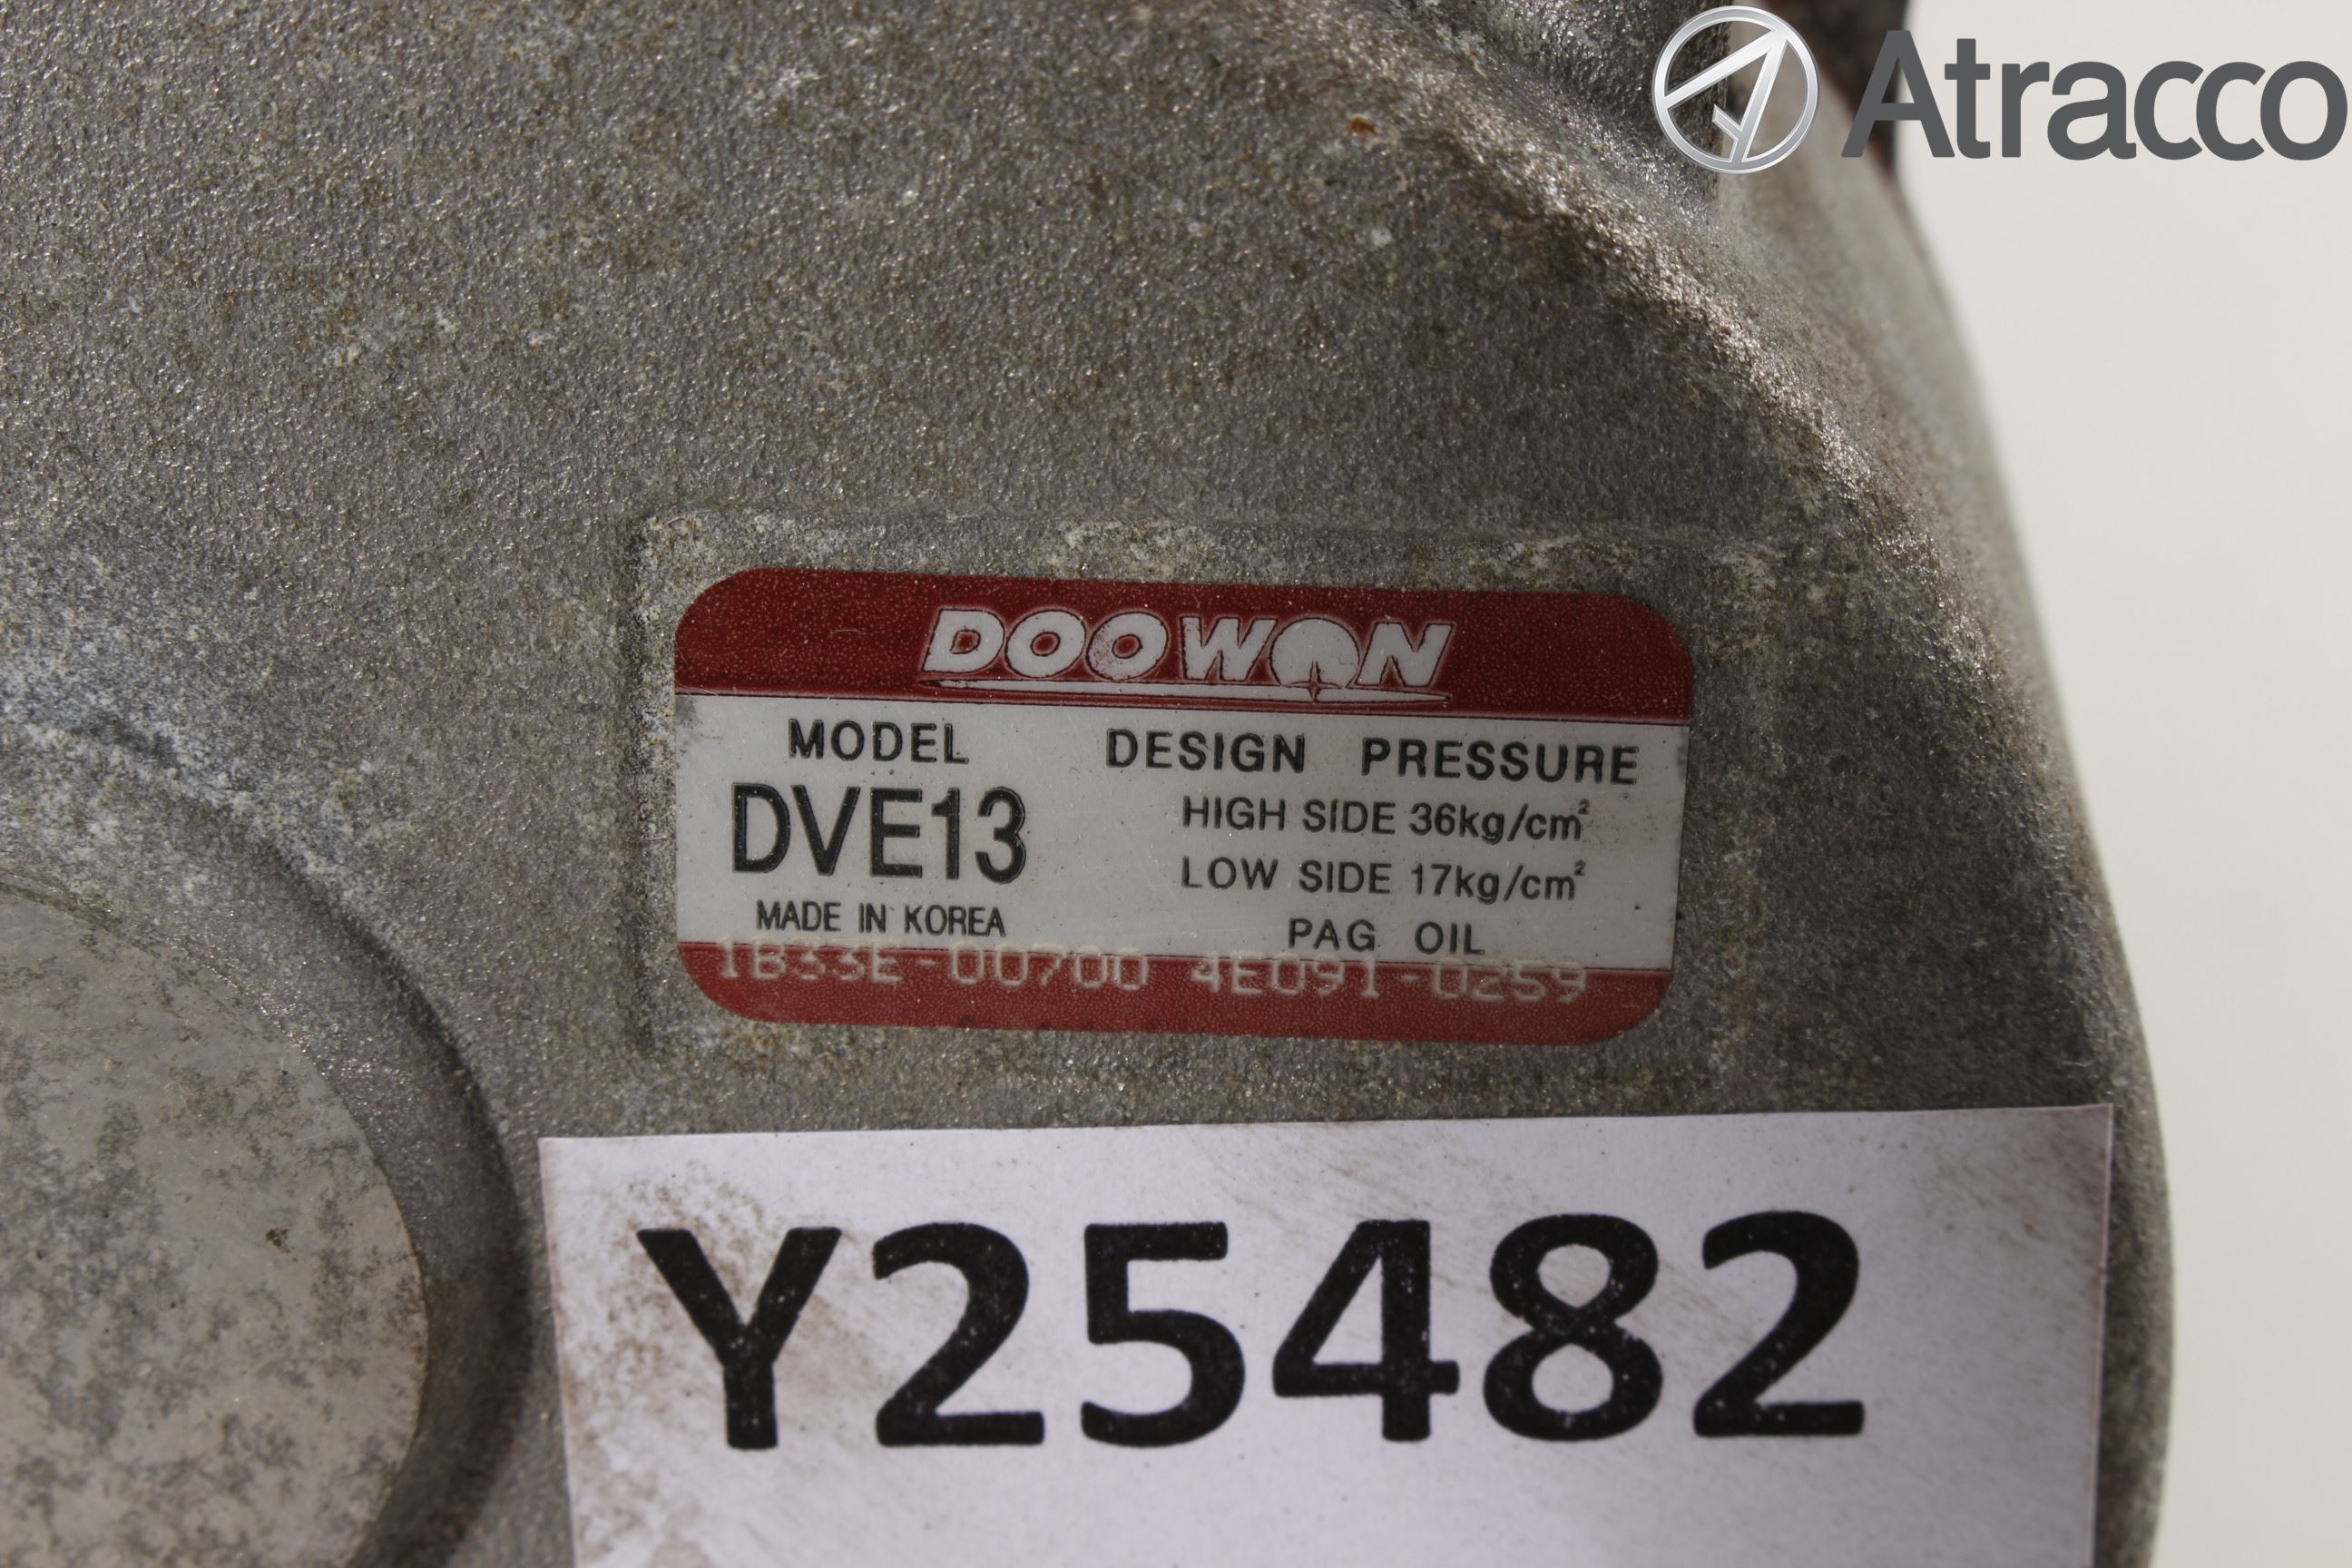 Atracco
DOOWON
MODEL
DVE13
MADE IN KOREA
DESIGN PRESSURE
HIGH SIDE 36kg/cm²
LOW SIDE 17kg/cm²
PAG OIL
1B33E-00700 4E091-0259
Y25482